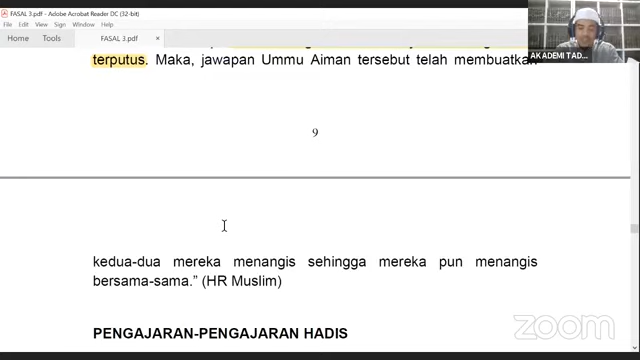 FASAL 3.pdf - Adobe Acrobat Reader DC (32-bit)
File Edit View Sign Window Help
Home Tools FASAL 3.pdf ×
AKADEMI TAD...
terputus. Maka, jawapan Ummu Aiman tersebut telah membuatkan
9
kedua-dua mereka menangis sehingga mereka pun menangis
bersama-sama.” (HR Muslim)
PENGAJARAN-PENGAJARAN HADIS
zoom